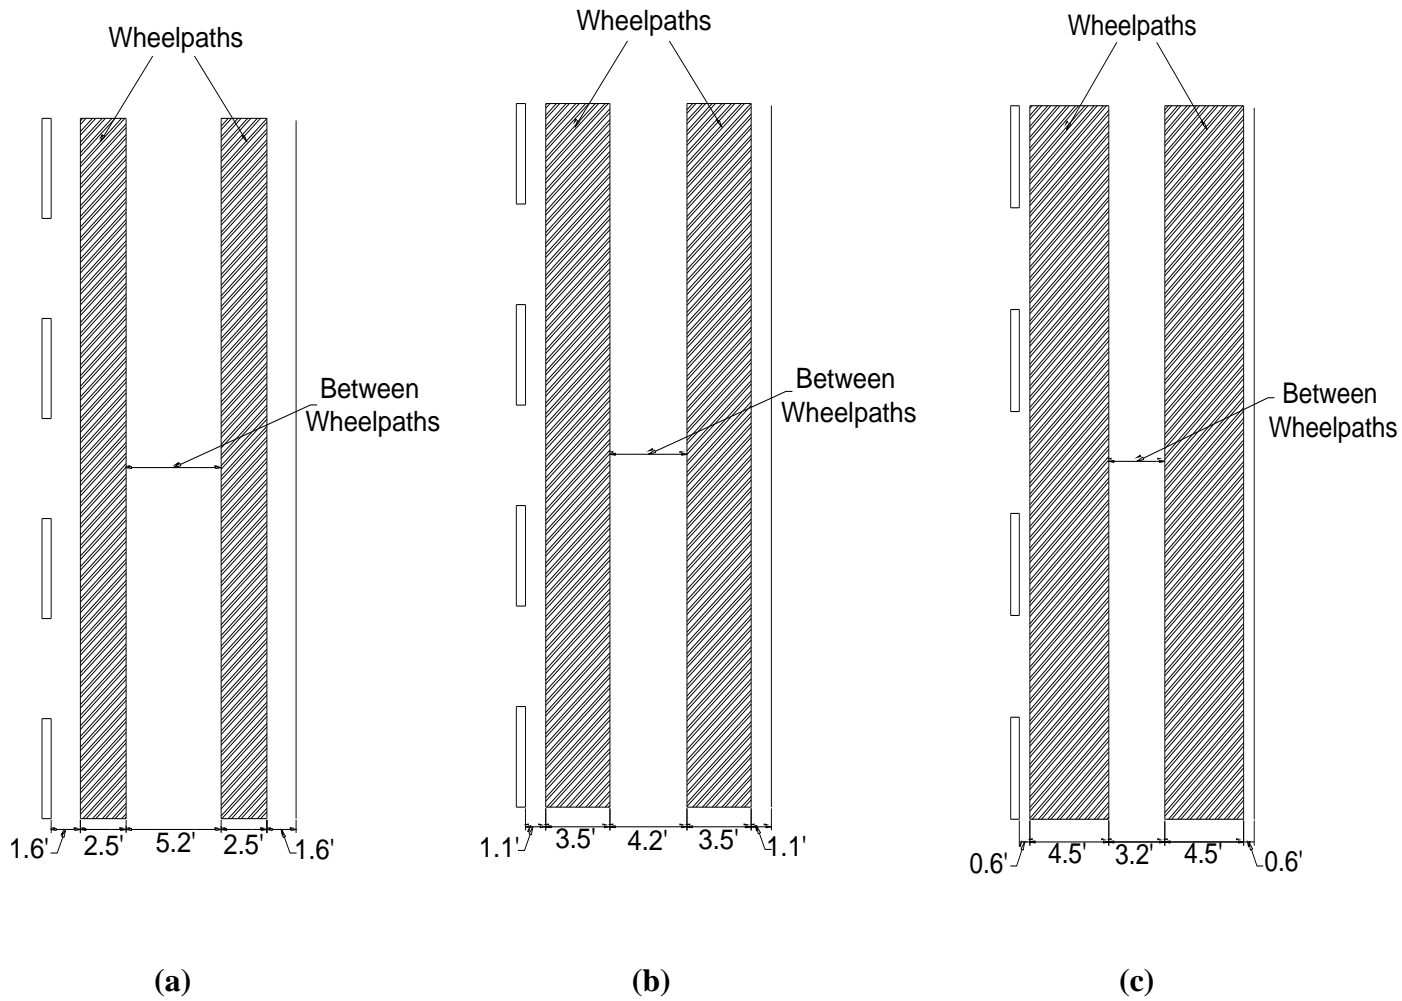 Wheelpaths
Between
Wheelpaths
1.6'
2.5'
5.2'
2.5'
1.6'
(a)
Wheelpaths
Between
Wheelpaths
1.1'
3.5'
4.2'
3.5'
1.1'
(b)
Wheelpaths
Between
Wheelpaths
0.6'
4.5'
3.2'
4.5'
0.6'
(c)